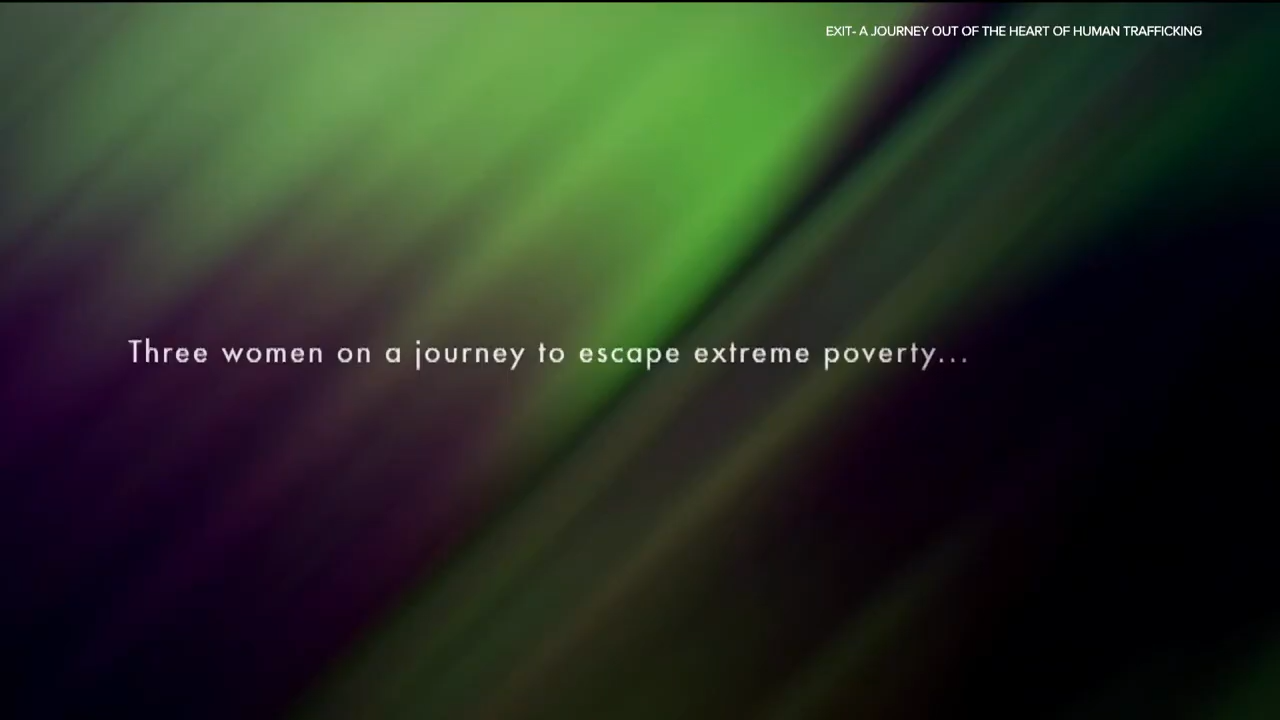 EXIT- A JOURNEY OUT OF THE HEART OF HUMAN TRAFFICKING
Three women on a journey to escape extreme poverty...